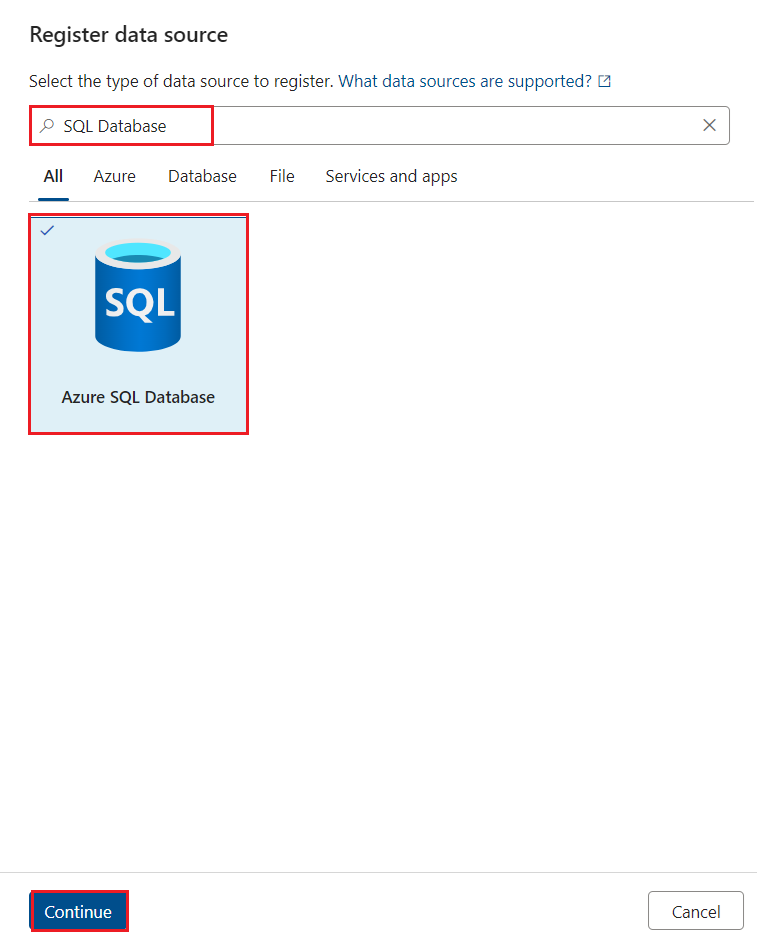 Register data source
Select the type of data source to register. What data sources are supported?
SQL Database
All Azure Database File Services and apps
SQL
Azure SQL Database
Continue Cancel